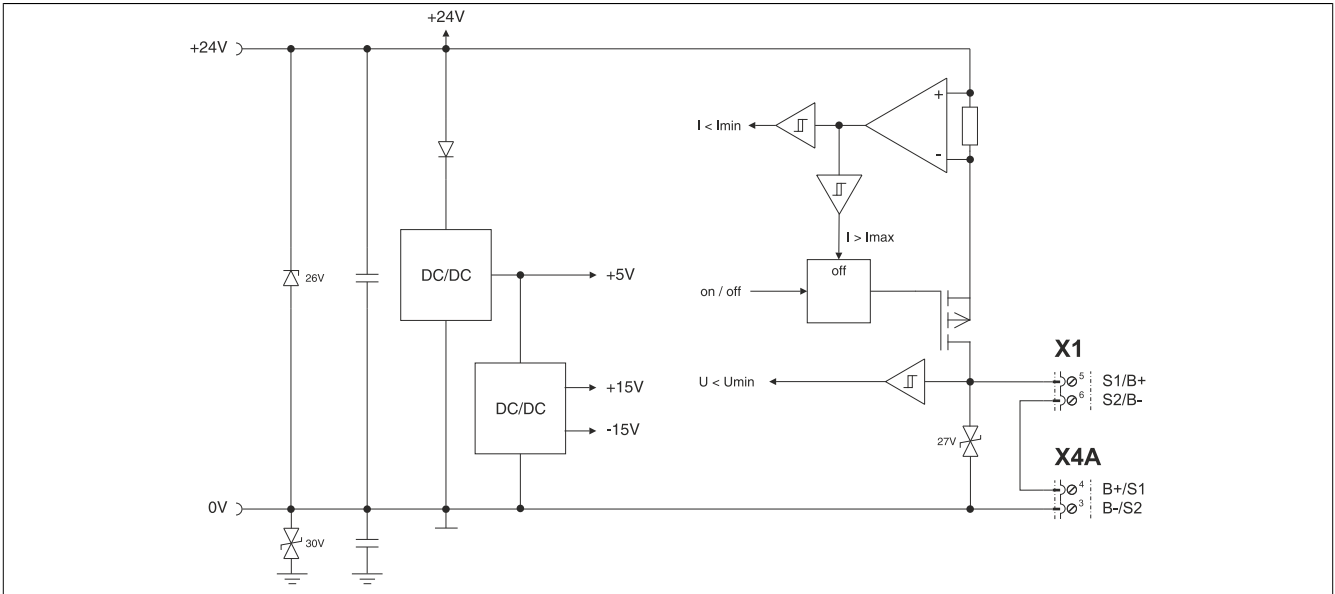 +24V
+24V
+
-
I < Imin
I > Imax
off
on / off
26V
DC/DC
+5V
DC/DC
+15V
-15V
U < Umin
27V
X1
5 S1/B+
6 S2/B-
X4A
4 B+/S1
3 B-/S2
0V
30V